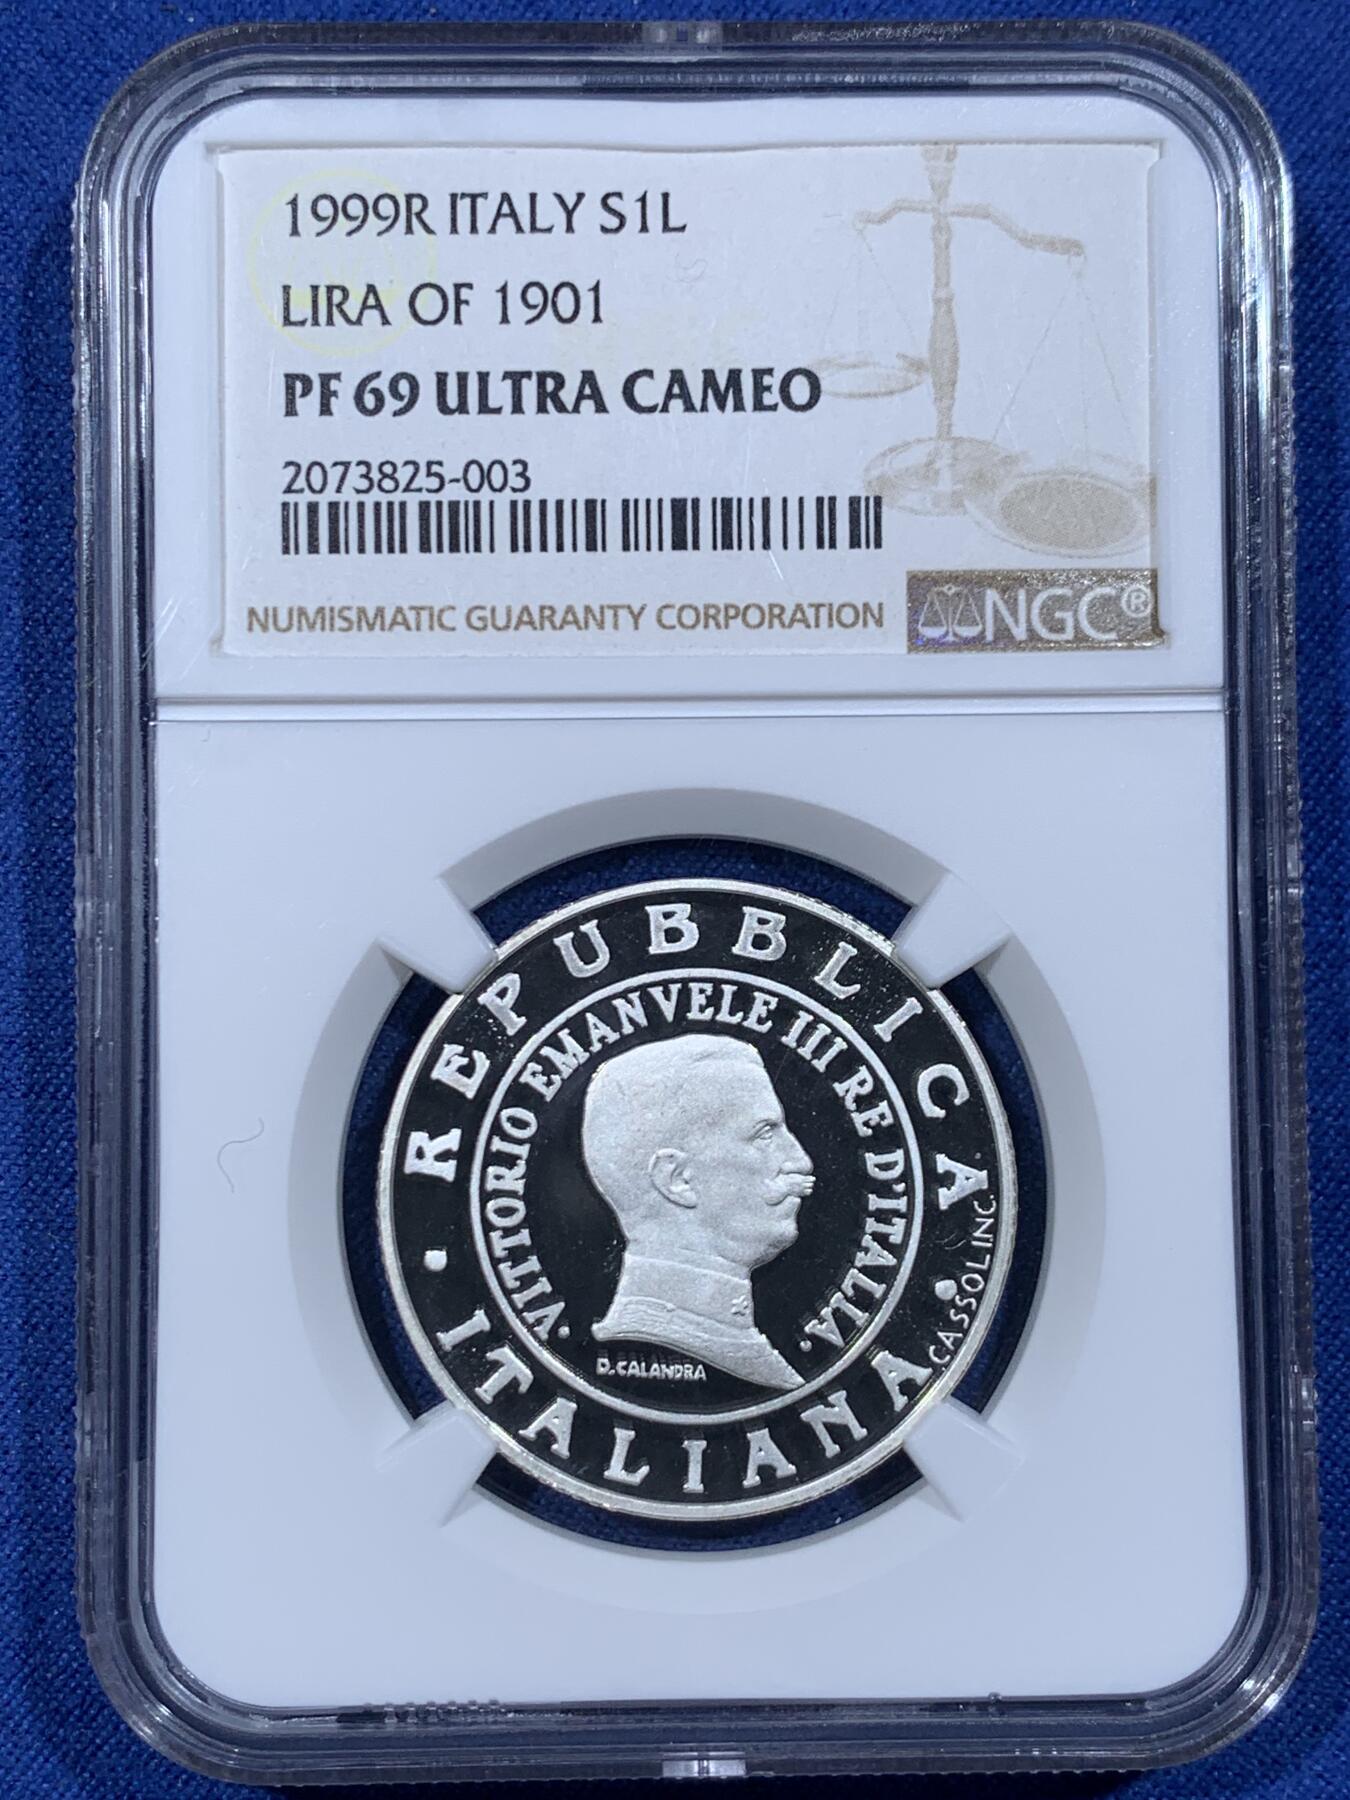 1999R ITALY S1L
LIRA OF 1901
PF 69 ULTRA CAMEO
2073825-003
NUMISMATIC GUARANTY CORPORATION
NGC®
REPUBBLICA
• ITALIANA •
VITTORIO EMANVELE III RE D'ITALIA
D. CALANDRA
CASSOL INC.